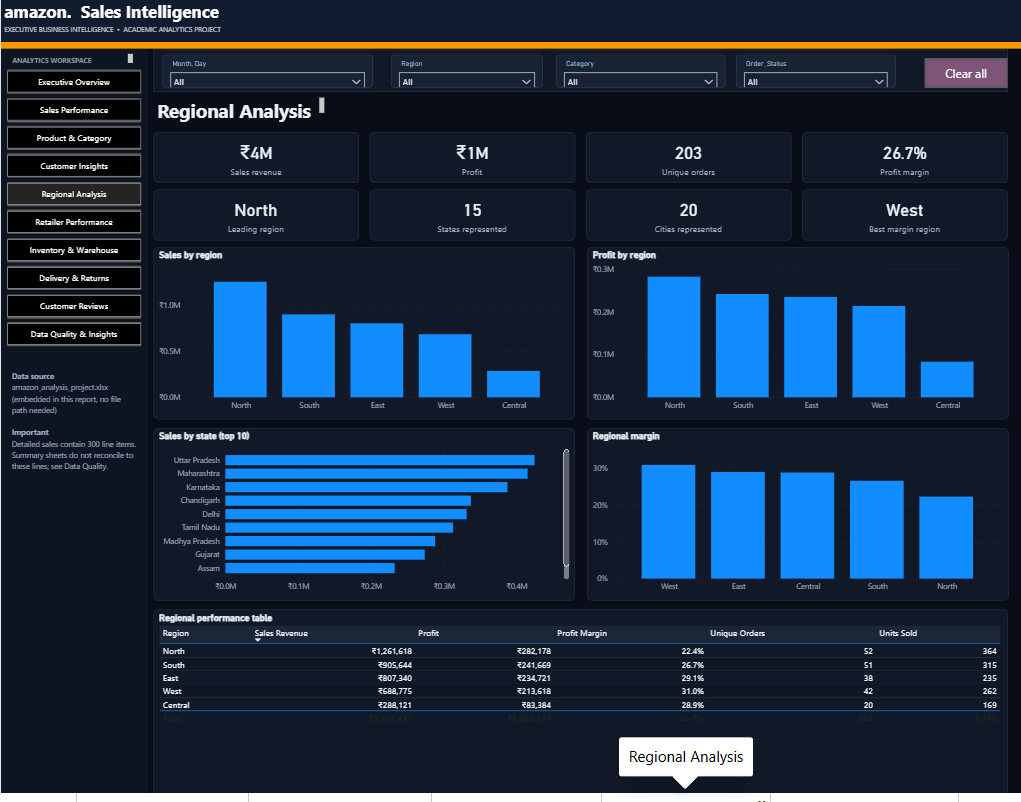 amazon. Sales Intelligence
EXECUTIVE BUSINESS INTELLIGENCE • ACADEMIC ANALYTICS PROJECT
ANALYTICS WORKSPACE
Executive Overview
Sales Performance
Product & Category
Customer Insights
Regional Analysis
Retailer Performance
Inventory & Warehouse
Delivery & Returns
Customer Reviews
Data Quality & Insights
Data source
amazon_analysis_project.xlsx
(embedded in this report, no file
path needed)
Important
Detailed sales contain 300 line items.
Summary sheets do not reconcile to
these lines; see Data Quality.
Month, Day Region Category Order_Status
All All All All
Clear all
Regional Analysis
₹4M ₹1M 203 26.7%
Sales revenue Profit Unique orders Profit margin
North 15 20 West
Leading region States represented Cities represented Best margin region
Sales by region
₹1.0M
₹0.5M
₹0.0M
North South East West Central
Profit by region
₹0.3M
₹0.2M
₹0.1M
₹0.0M
North South East West Central
Sales by state (top 10)
Uttar Pradesh
Maharashtra
Karnataka
Chandigarh
Delhi
Tamil Nadu
Madhya Pradesh
Gujarat
Assam
₹0.0M ₹0.1M ₹0.2M ₹0.3M ₹0.4M
Regional margin
30%
20%
10%
0%
West East Central South North
Regional performance table
Region Sales Revenue Profit Profit Margin Unique Orders Units Sold
North ₹1,261,618 ₹282,178 22.4% 52 364
South ₹905,644 ₹241,669 26.7% 51 315
East ₹807,340 ₹234,721 29.1% 38 235
West ₹688,775 ₹213,618 31.0% 42 262
Central ₹288,121 ₹83,384 28.9% 20 169
Total 26.7% 203 1,345
Regional Analysis